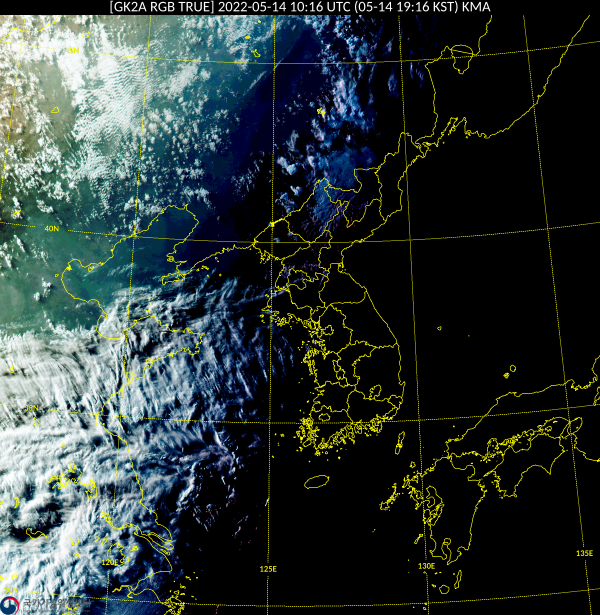 [GK2A RGB TRUE] 2022-05-14 10:16 UTC (05-14 19:16 KST) KMA
40N
120E
125E
130E
135E